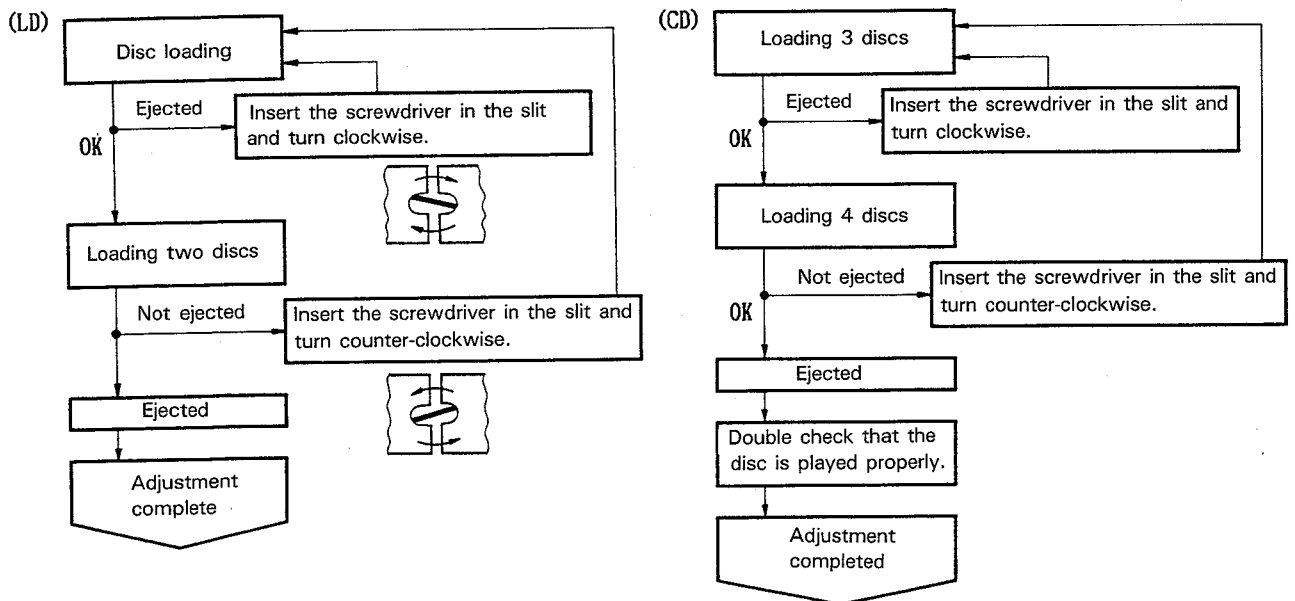 (LD)
Disc loading
Ejected
Insert the screwdriver in the slit
and turn clockwise.
OK
Loading two discs
Not ejected
Insert the screwdriver in the slit and
turn counter-clockwise.
Ejected
Adjustment
complete
(CD)
Loading 3 discs
Ejected
Insert the screwdriver in the slit and
turn clockwise.
OK
Loading 4 discs
Not ejected
Insert the screwdriver in the slit and
turn counter-clockwise.
OK
Ejected
Double check that the
disc is played properly.
Adjustment
completed